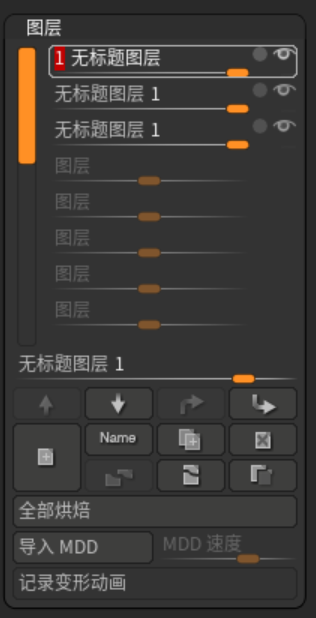 图层
1 无标题图层
无标题图层 1
无标题图层 1
图层
图层
图层
图层
图层
无标题图层 1
Name
全部烘焙
导入 MDD MDD 速度
记录变形动画